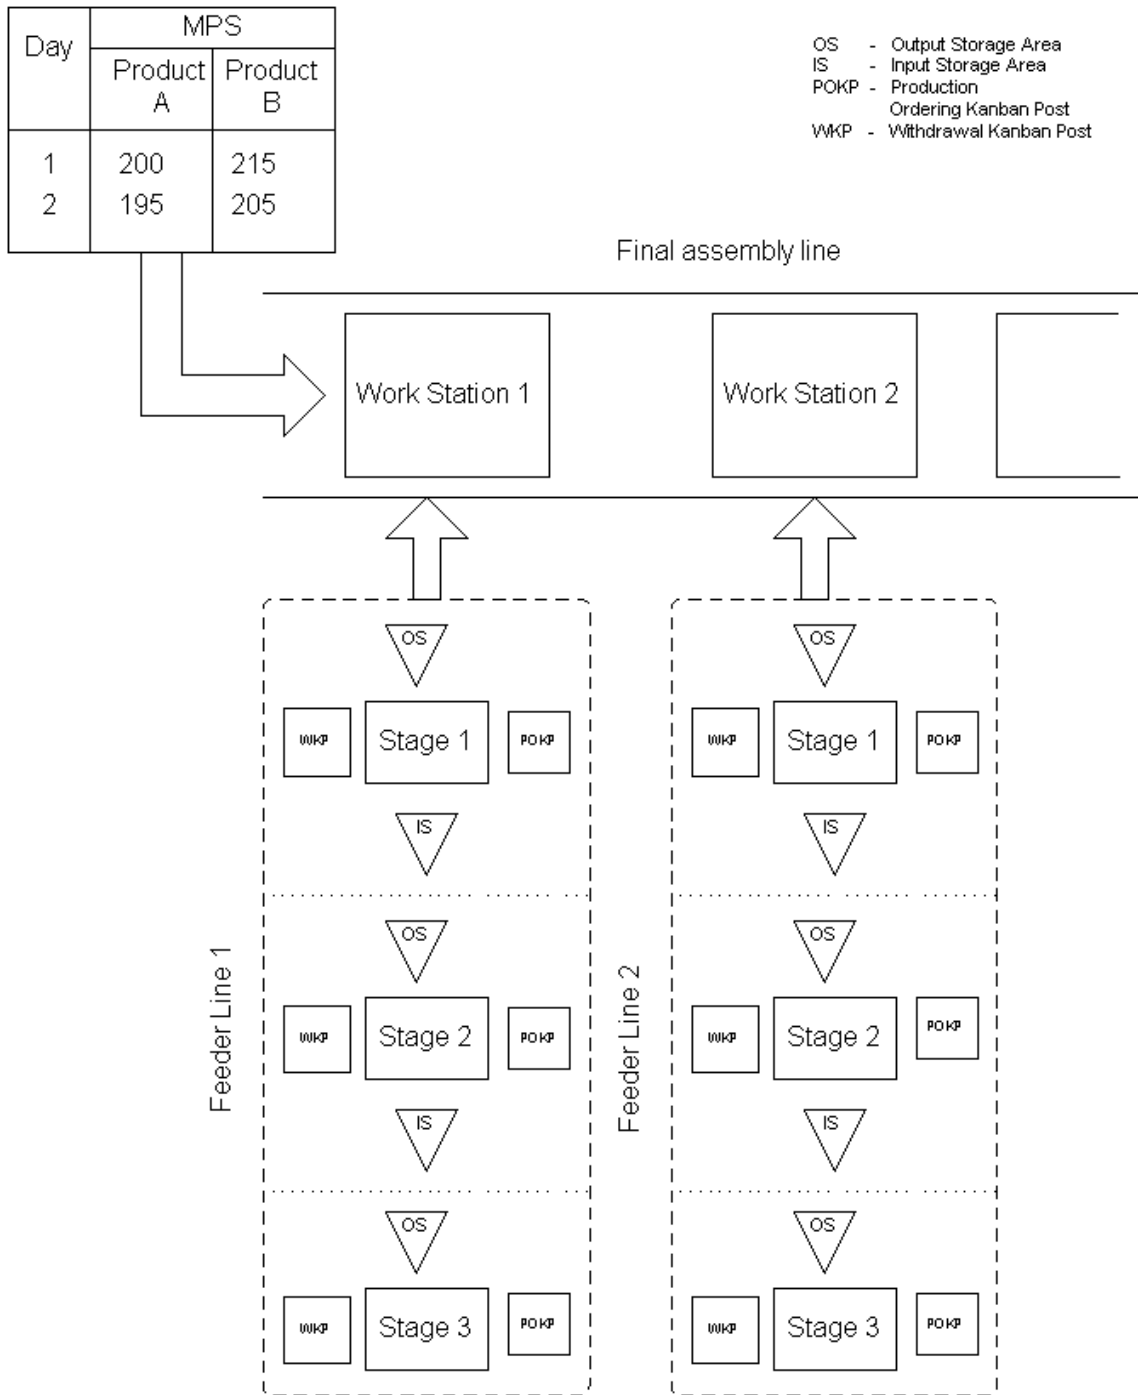 MPS
Day
Product A
Product B
1 200 215
2 195 205
OS - Output Storage Area
IS - Input Storage Area
POKP - Production
Ordering Kanban Post
WKP - Withdrawal Kanban Post
Final assembly line
Work Station 1
Work Station 2
Feeder Line 1
OS
WKP Stage 1 POKP
IS
OS
WKP Stage 2 POKP
IS
OS
WKP Stage 3 POKP
Feeder Line 2
OS
WKP Stage 1 POKP
IS
OS
WKP Stage 2 POKP
IS
OS
WKP Stage 3 POKP